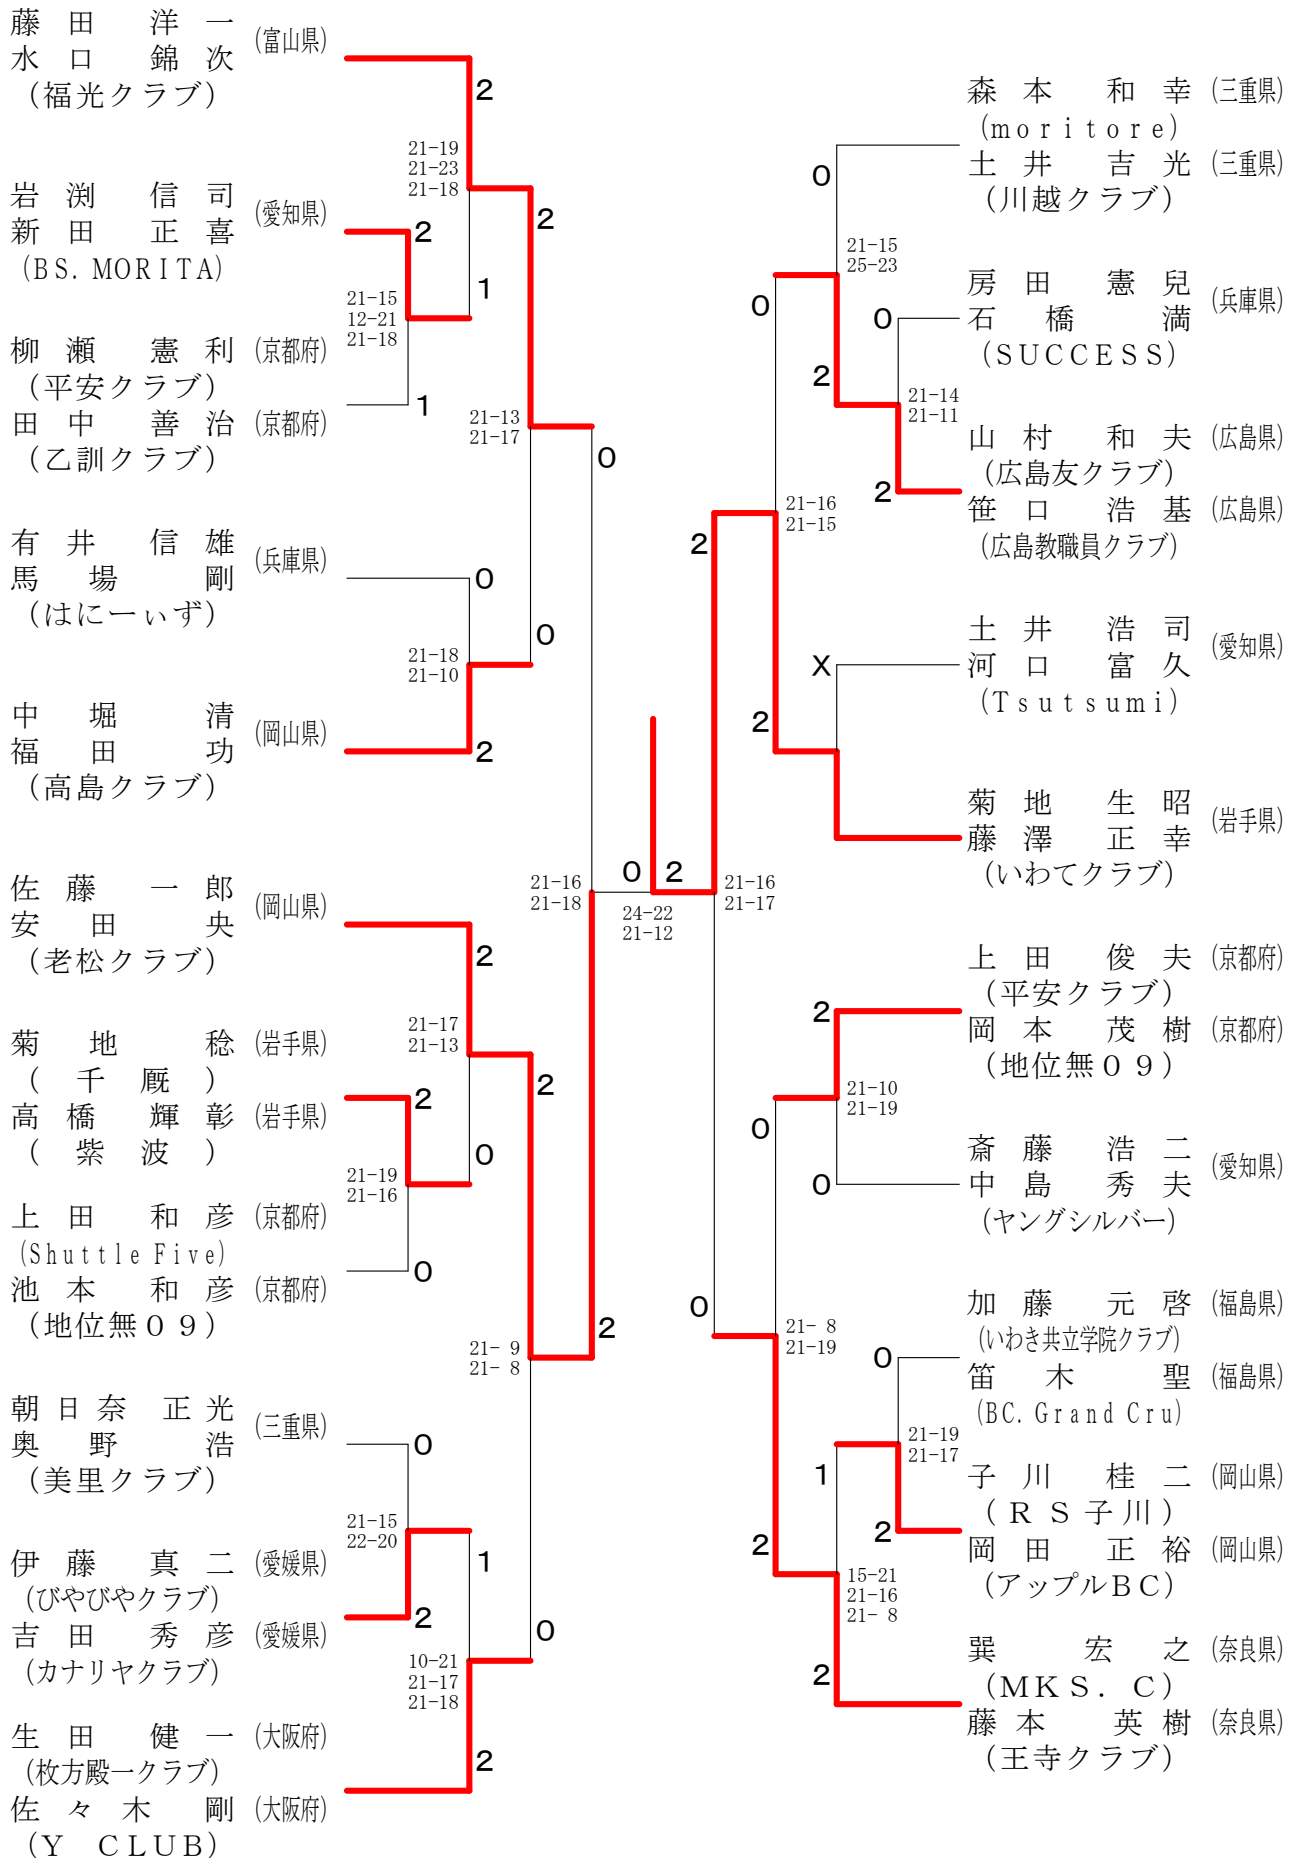 藤田 洋一 (富山県)
水口 錦次
(福光クラブ)
2
21-19
21-23
21-18
岩渕 信司 (愛知県)
新田 正喜
(BS. MORITA)
2
2
1
21-15
12-21
21-18
柳瀬 憲利 (京都府)
(平安クラブ)
田中 善治 (京都府)
(乙訓クラブ)
1
21-13
21-17
0
有井 信雄 (兵庫県)
馬場 剛
(はにーぃず)
0
0
21-18
21-10
中堀 清 (岡山県)
福田 功
(高島クラブ)
2
佐藤 一郎 (岡山県)
安田 央
(老松クラブ)
2
21-16
21-18
21-17
21-13
菊地 稔 (岩手県)
(千厩)
高橋 輝彰 (岩手県)
(紫波)
2
2
0
21-19
21-16
上田 和彦 (京都府)
(Shuttle Five)
池本 和彦 (京都府)
(地位無09)
0
2
21- 9
21- 8
朝日奈 正光 (三重県)
奥野 浩
(美里クラブ)
0
21-15
22-20
1
伊藤 真二 (愛媛県)
(びやびやクラブ)
吉田 秀彦 (愛媛県)
(カナリヤクラブ)
2
0
10-21
21-17
21-18
生田 健一 (大阪府)
(枚方殿一クラブ)
佐々木 剛 (大阪府)
(Y CLUB)
2
0 2
24-22
21-12
森本 和幸 (三重県)
(moritore)
土井 吉光 (三重県)
(川越クラブ)
0
21-15
25-23
0
房田 憲兒 (兵庫県)
石橋 満
(SUCCESS)
0
2
21-14
21-11
山村 和夫 (広島県)
(広島友クラブ)
笹口 浩基 (広島県)
(広島教職員クラブ)
2
21-16
21-15
2
土井 浩司 (愛知県)
河口 富久
(Tsutsumi)
X
2
菊地 生昭 (岩手県)
藤澤 正幸
(いわてクラブ)
21-16
21-17
上田 俊夫 (京都府)
(平安クラブ)
岡本 茂樹 (京都府)
(地位無09)
2
21-10
21-19
0
斎藤 浩二 (愛知県)
中島 秀夫
(ヤングシルバー)
0
0
21- 8
21-19
加藤 元啓 (福島県)
(いわき共立学院クラブ)
笛木 聖 (福島県)
(BC. Grand Cru)
0
21-19
21-17
1
子川 桂二 (岡山県)
(RS子川)
岡田 正裕 (岡山県)
(アップルBC)
2
2
15-21
21-16
21- 8
巽 宏之 (奈良県)
(MKS. C)
藤本 英樹 (奈良県)
(王寺クラブ)
2